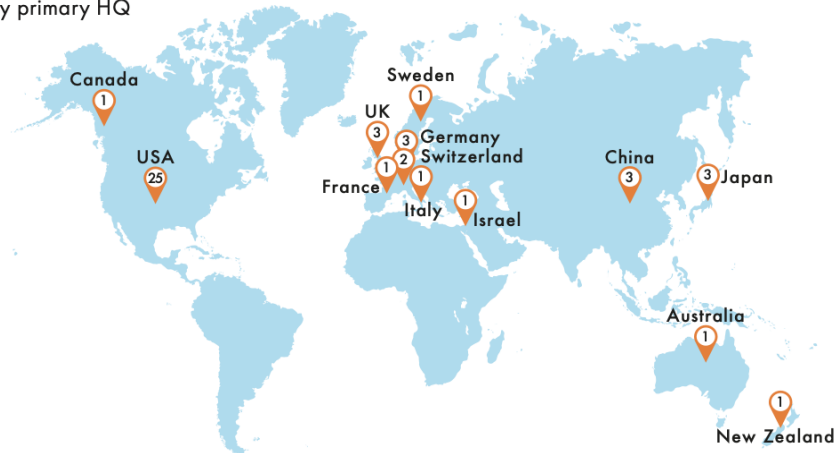 y primary HQ
Canada
1
USA
25
Sweden
1
UK
3
Germany
3
Switzerland
2
France
1
Italy
1
Israel
1
China
3
Japan
3
Australia
1
New Zealand
1